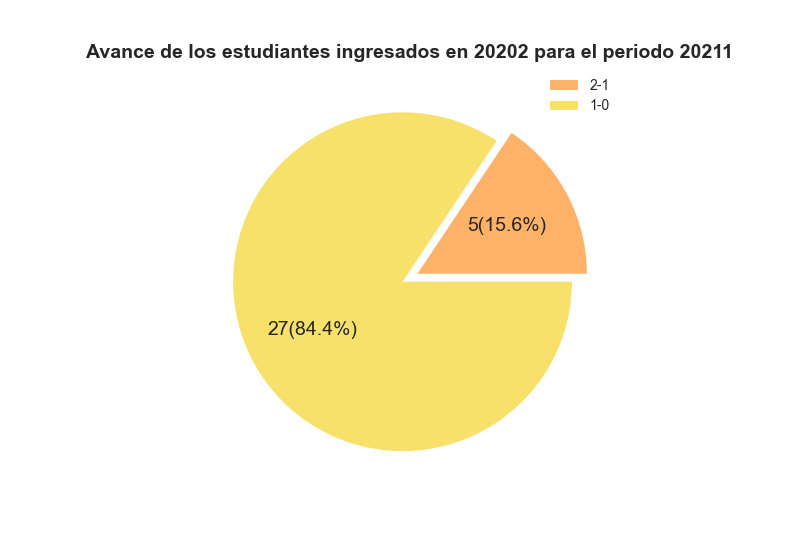 Avance de los estudiantes ingresados en 20202 para el periodo 20211
2-1
1-0
5(15.6%)
27(84.4%)